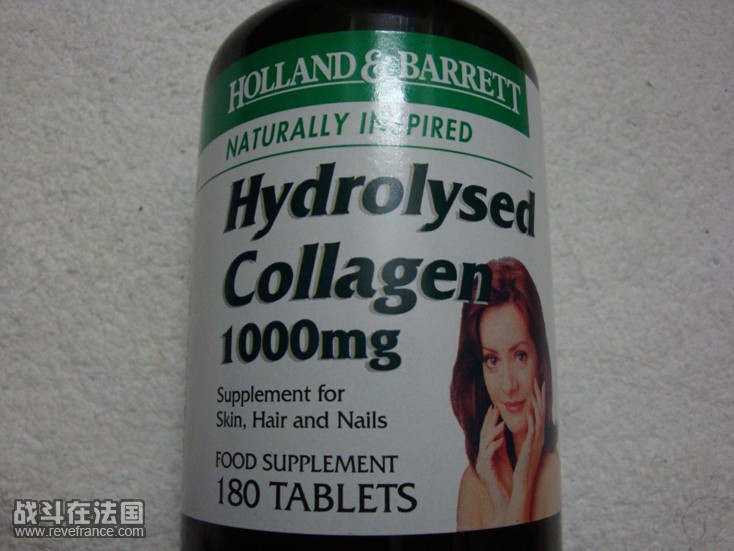 HOLLAND & BARRETT
NATURALLY INSPIRED
Hydrolysed
Collagen
1000mg
Supplement for
Skin, Hair and Nails
FOOD SUPPLEMENT
180 TABLETS
战斗在法国
www.revefrance.com